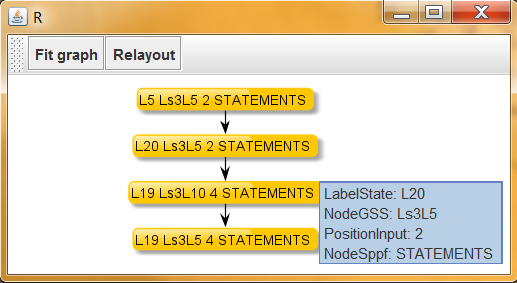 R
Fit graph Relayout
L5 Ls3L5 2 STATEMENTS
L20 Ls3L5 2 STATEMENTS
L19 Ls3L10 4 STATEMENTS
L19 Ls3L5 4 STATEMENTS
LabelState: L20
NodeGSS: Ls3L5
PositionInput: 2
NodeSppf: STATEMENTS